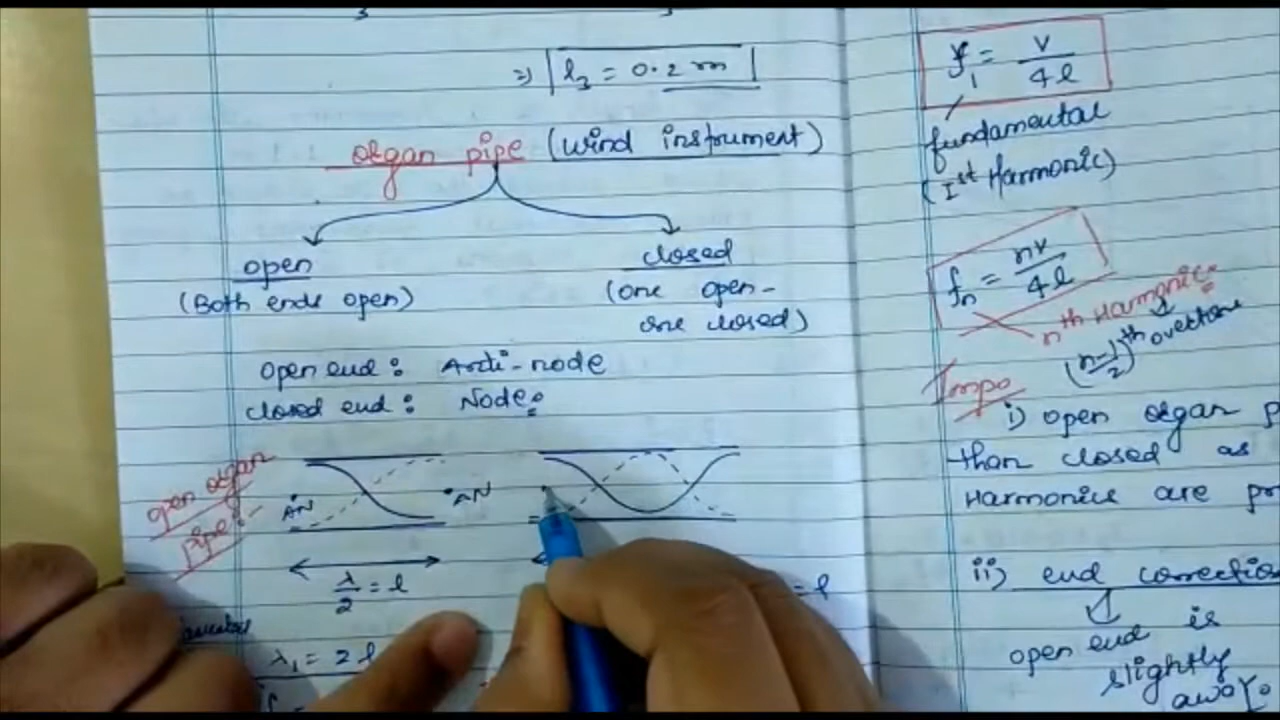 =) l₃ = 0.2 m
organ pipe (Wind instrument)
open
(Both ends open)
closed
(one open-
one closed)
open end : Anti-node
closed end : Node:
open organ
pipe
AN
AN
λ/2 = l
= l
λ₁ = 2l
f₁ = v/4l
fundamental
(Ist Harmonic)
fₙ = nv/4l
nth Harmonic
(n-1/2)th overtone
Impo
i) open organ p
than closed as
Harmonics are pr
ii) end correction
open end is
slightly